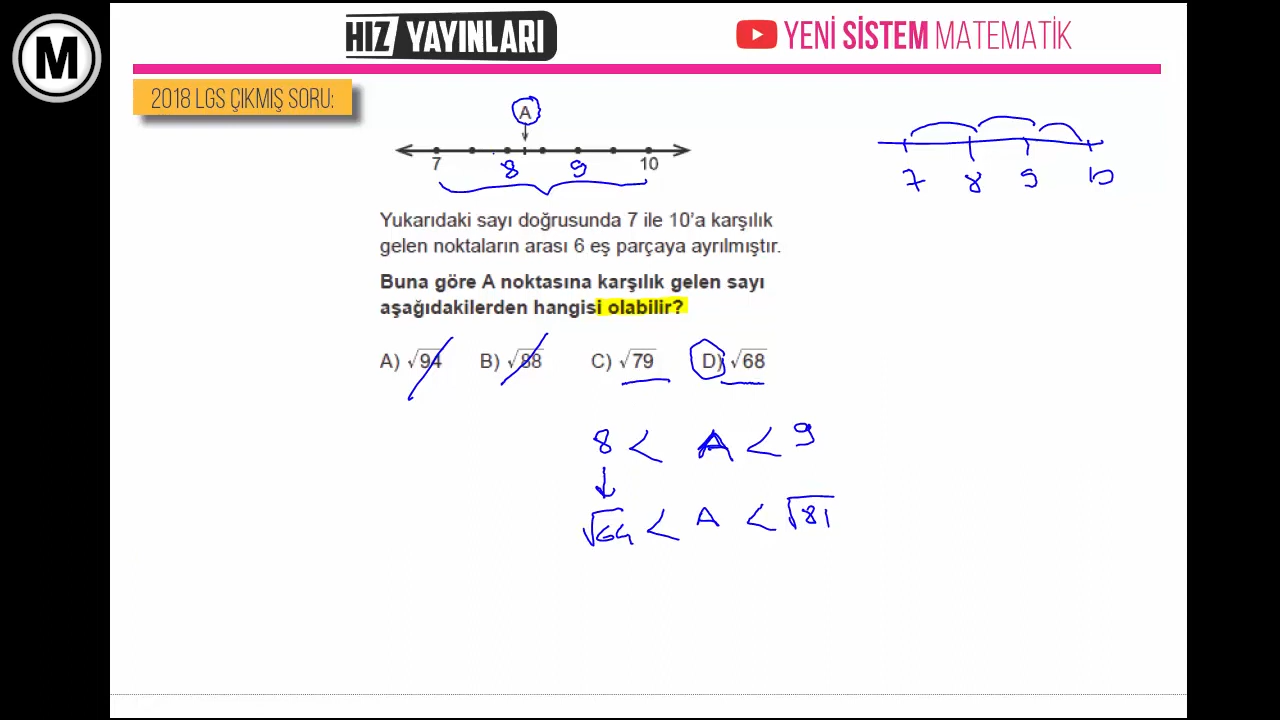 M
HIZ YAYINLARI
YENİ SİSTEM MATEMATİK
2018 LGS ÇIKMIŞ SORU:
A
7 8 9 10
7 8 9 10
Yukarıdaki sayı doğrusunda 7 ile 10'a karşılık
gelen noktaların arası 6 eş parçaya ayrılmıştır.
Buna göre A noktasına karşılık gelen sayı
aşağıdakilerden hangisi olabilir?
A) √94 B) √88 C) √79 D) √68
8 < A < 9
√64 < A < √81